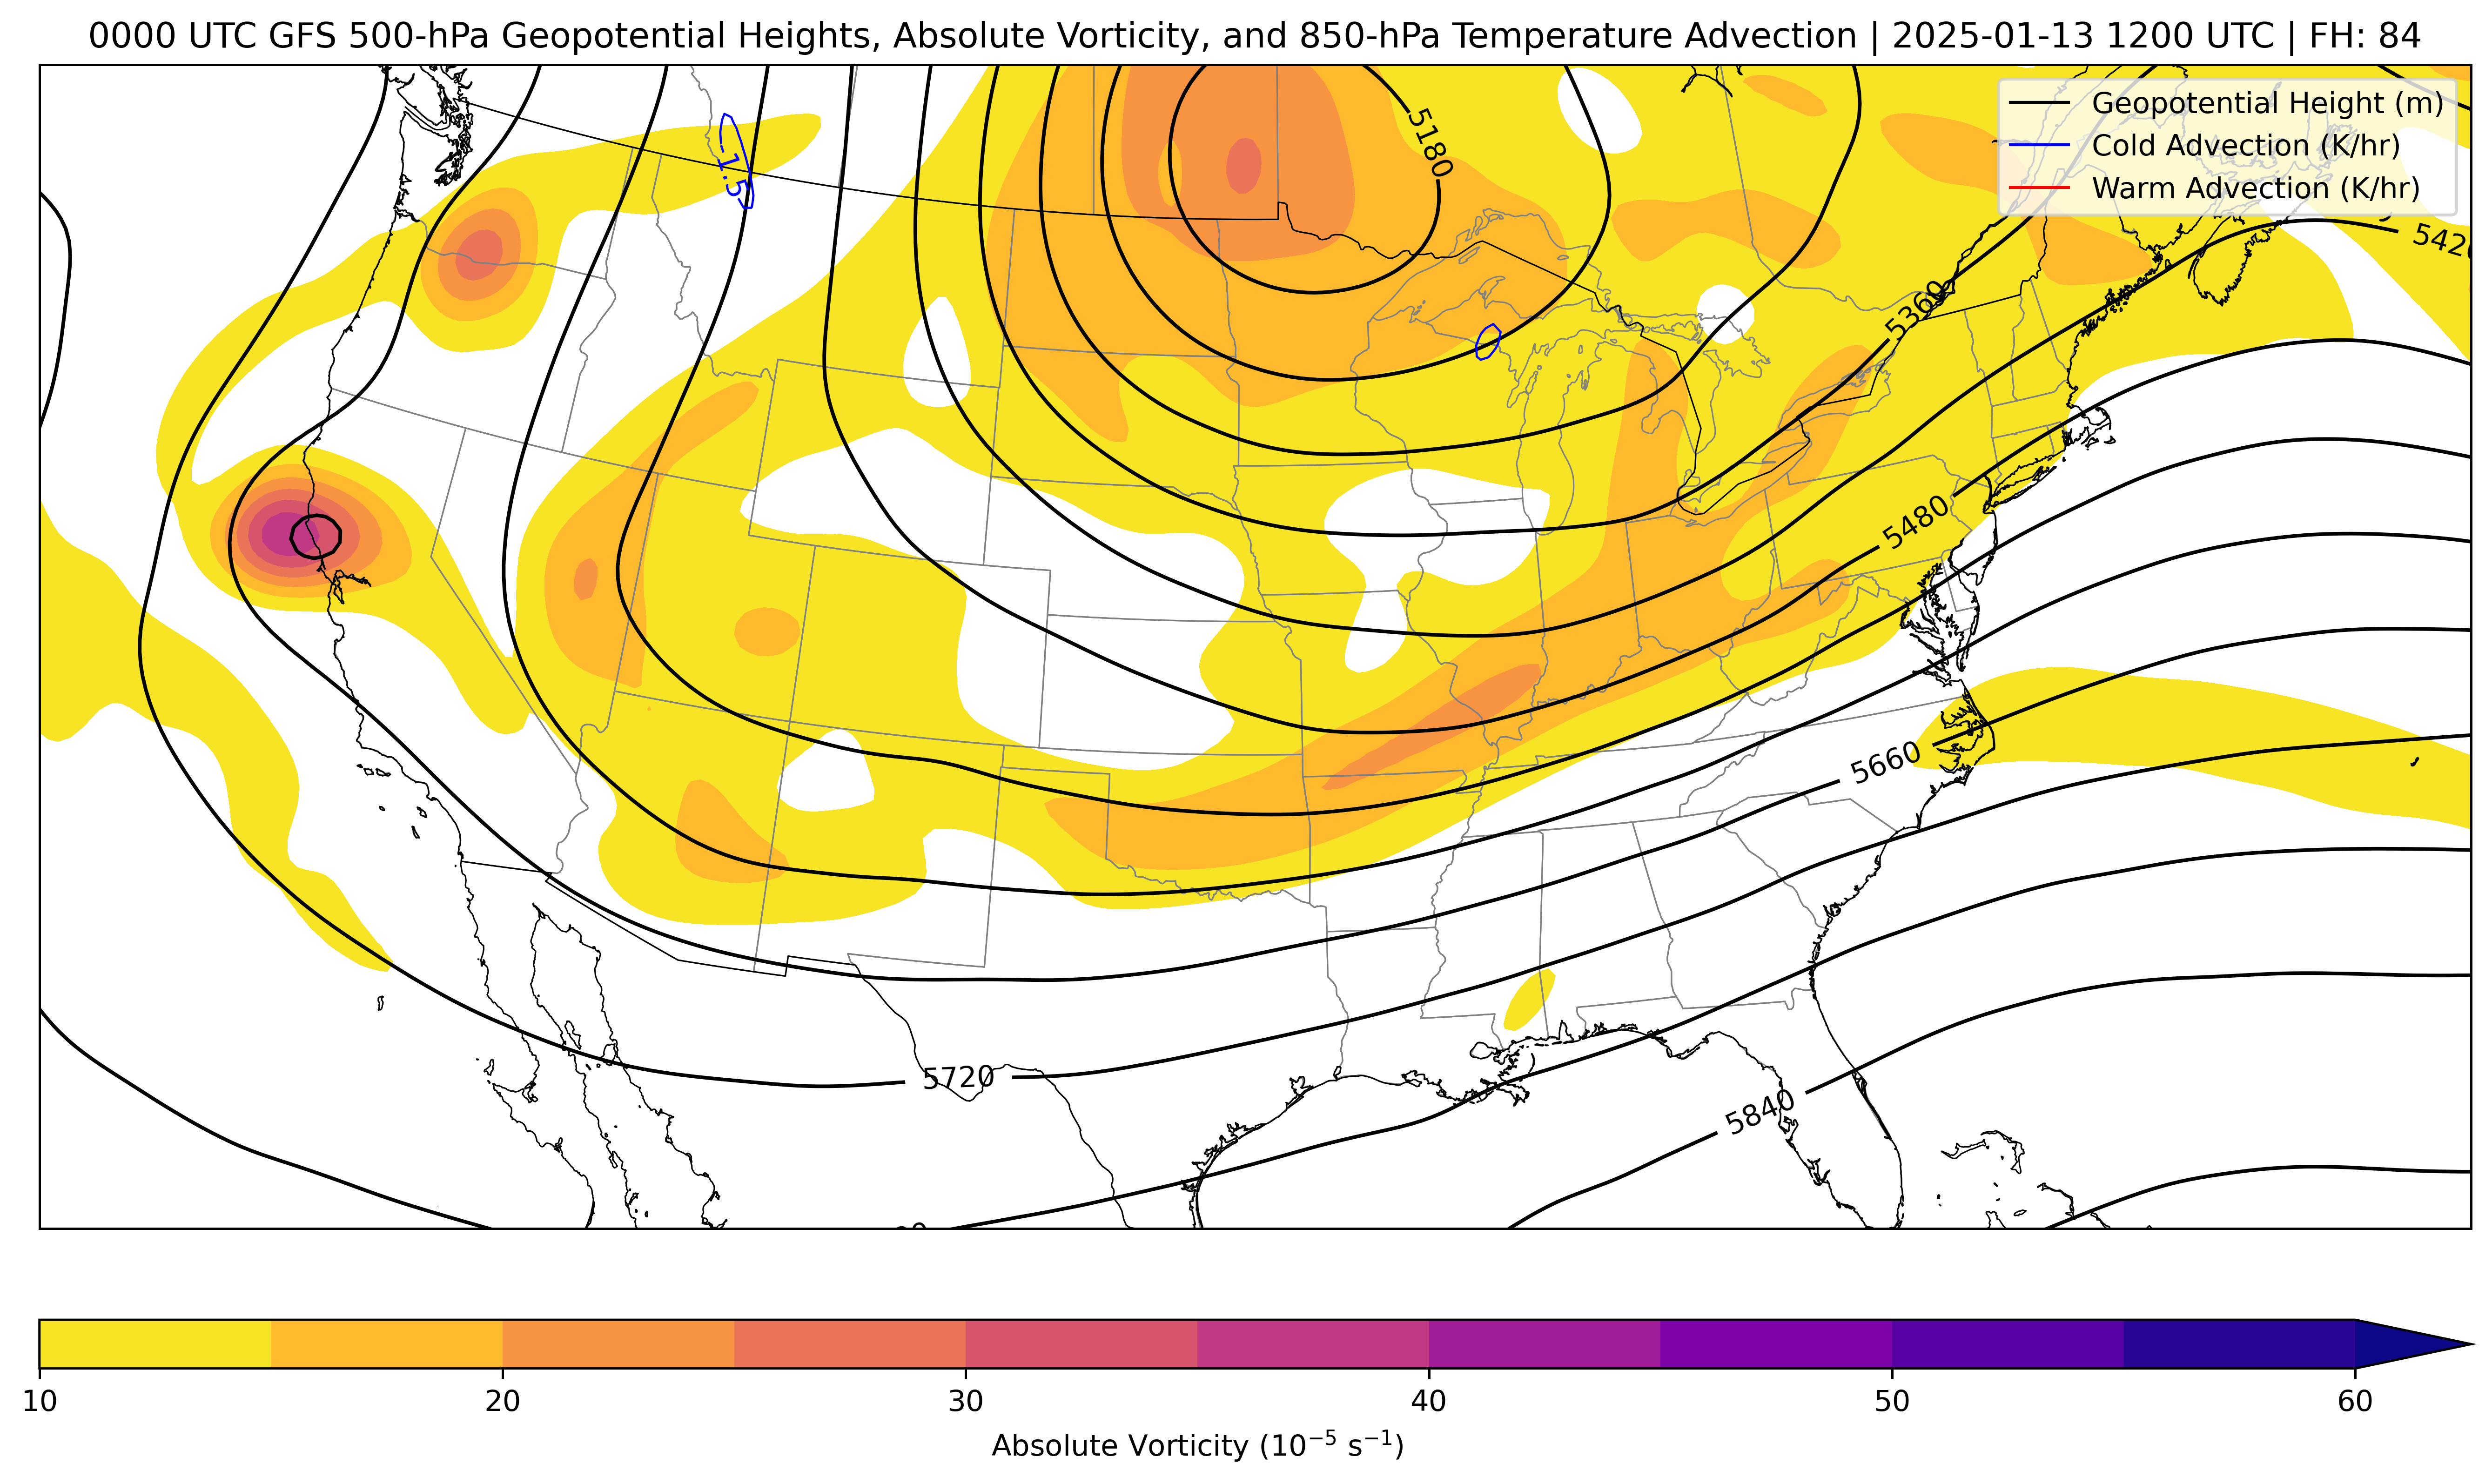 0000 UTC GFS 500-hPa Geopotential Heights, Absolute Vorticity, and 850-hPa Temperature Advection | 2025-01-13 1200 UTC | FH: 84
Geopotential Height (m)
Cold Advection (K/hr)
Warm Advection (K/hr)
5180
-1.5
5420
5360
5480
5660
5720
5840
10 20 30 40 50 60
Absolute Vorticity (10⁻⁵ s⁻¹)